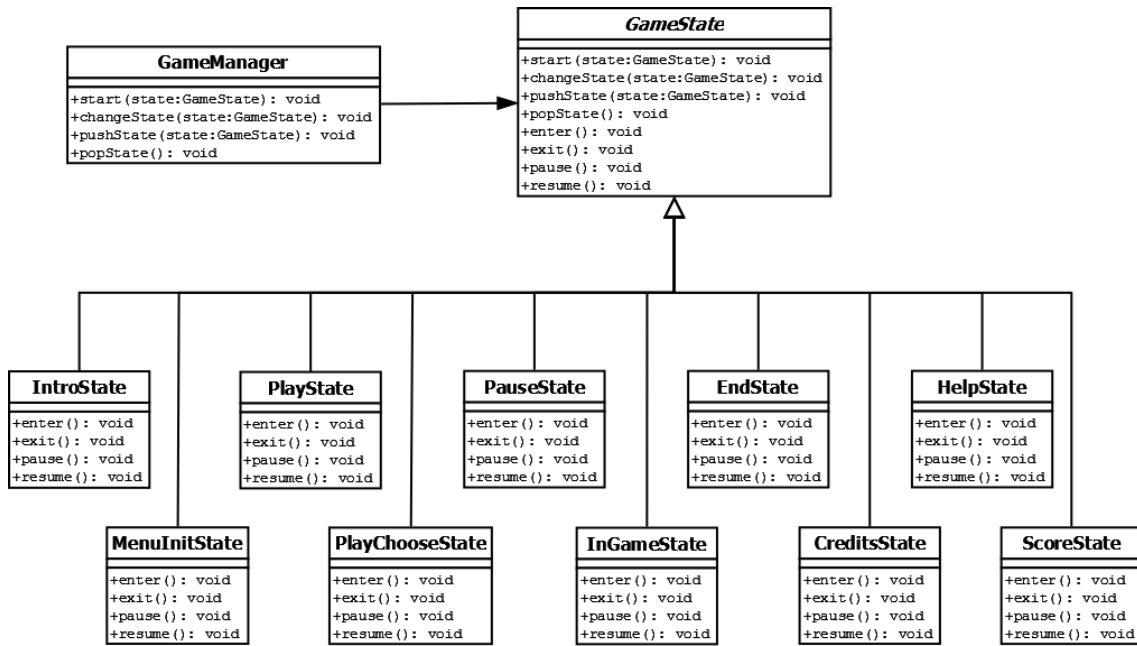 GameState
+start(state:GameState): void
+changeState(state:GameState): void
+pushState(state:GameState): void
+popState(): void
+enter(): void
+exit(): void
+pause(): void
+resume(): void
GameManager
+start(state:GameState): void
+changeState(state:GameState): void
+pushState(state:GameState): void
+popState(): void
IntroState
+enter(): void
+exit(): void
+pause(): void
+resume(): void
PlayState
+enter(): void
+exit(): void
+pause(): void
+resume(): void
PauseState
+enter(): void
+exit(): void
+pause(): void
+resume(): void
EndState
+enter(): void
+exit(): void
+pause(): void
+resume(): void
HelpState
+enter(): void
+exit(): void
+pause(): void
+resume(): void
MenuInitState
+enter(): void
+exit(): void
+pause(): void
+resume(): void
PlayChooseState
+enter(): void
+exit(): void
+pause(): void
+resume(): void
InGameState
+enter(): void
+exit(): void
+pause(): void
+resume(): void
CreditsState
+enter(): void
+exit(): void
+pause(): void
+resume(): void
ScoreState
+enter(): void
+exit(): void
+pause(): void
+resume(): void